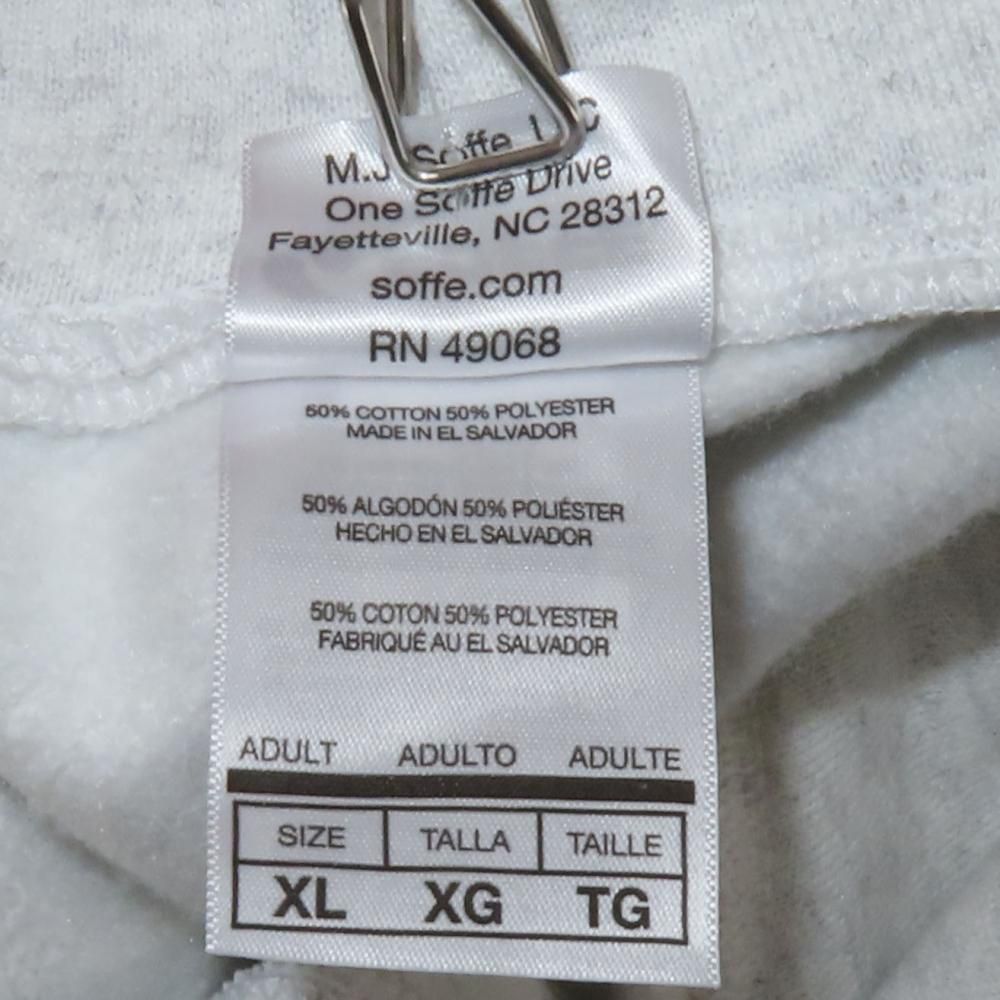 M.J. Soffe, LLC
One Soffe Drive
Fayetteville, NC 28312
soffe.com
RN 49068
50% COTTON 50% POLYESTER
MADE IN EL SALVADOR
50% ALGODÓN 50% POLIÉSTER
HECHO EN EL SALVADOR
50% COTON 50% POLYESTER
FABRIQUÉ AU EL SALVADOR
ADULT ADULTO ADULTE
SIZE TALLA TAILLE
XL XG TG